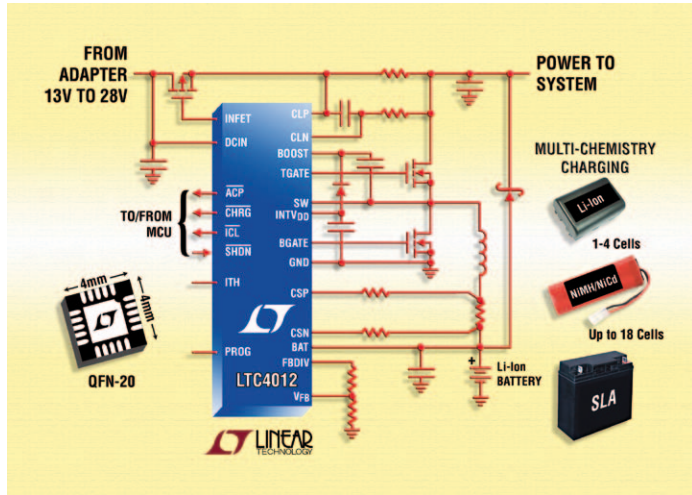 FROM
ADAPTER
13V TO 28V
POWER TO
SYSTEM
INFET
DCIN
ACP
CHRG
ICL
SHDN
TO/FROM
MCU
ITH
PROG
CLP
CLN
BOOST
TGATE
SW
INTVDD
BGATE
GND
CSP
CSN
BAT
FBDIV
VFB
LTC4012
LINEAR
TECHNOLOGY
4mm
4mm
QFN-20
+
Li-Ion
BATTERY
MULTI-CHEMISTRY
CHARGING
Li-Ion
1-4 Cells
NiMH/NiCd
Up to 18 Cells
SLA